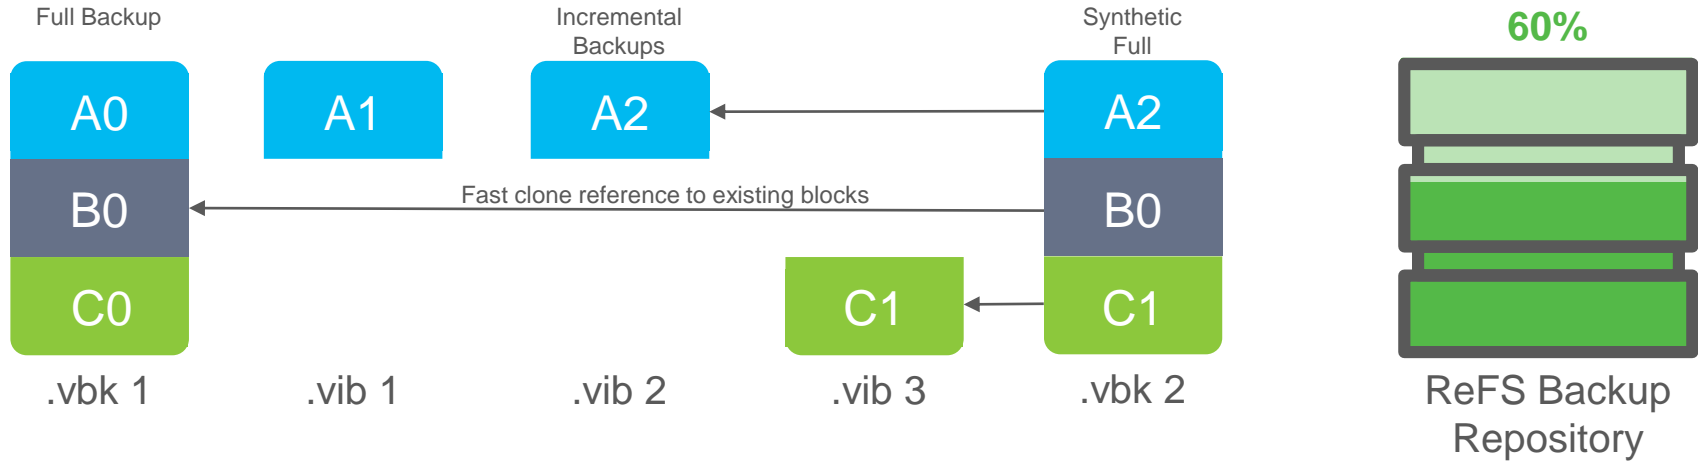 Full Backup
Incremental
Backups
Synthetic
Full
60%
A0
A1
A2
A2
Fast clone reference to existing blocks
B0
B0
C0
C1
C1
.vbk 1
.vib 1
.vib 2
.vib 3
.vbk 2
ReFS Backup
Repository